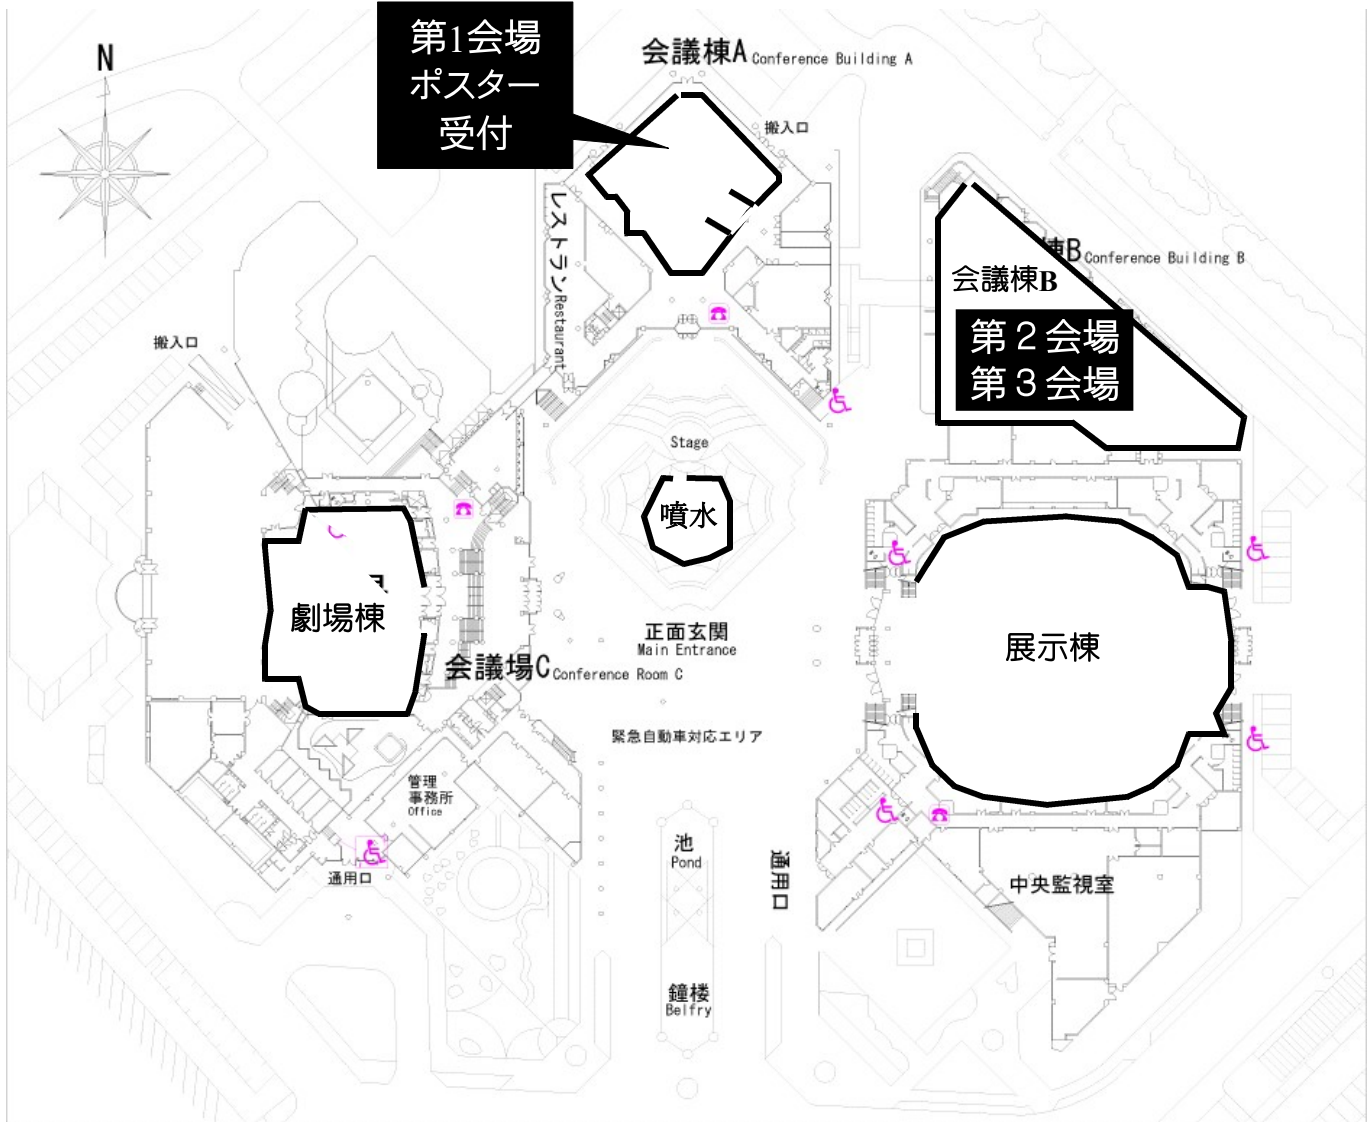 N
第1会場
ポスター
受付
会議棟A Conference Building A
搬入口
レストラン Restaurant
棟B Conference Building B
会議棟B
第２会場
第３会場
搬入口
Stage
噴水
劇場棟
正面玄関
Main Entrance
展示棟
会議場C Conference Room C
緊急自動車対応エリア
管理
事務所
Office
池
Pond
通用口
通用口
中央監視室
鐘楼
Belfry